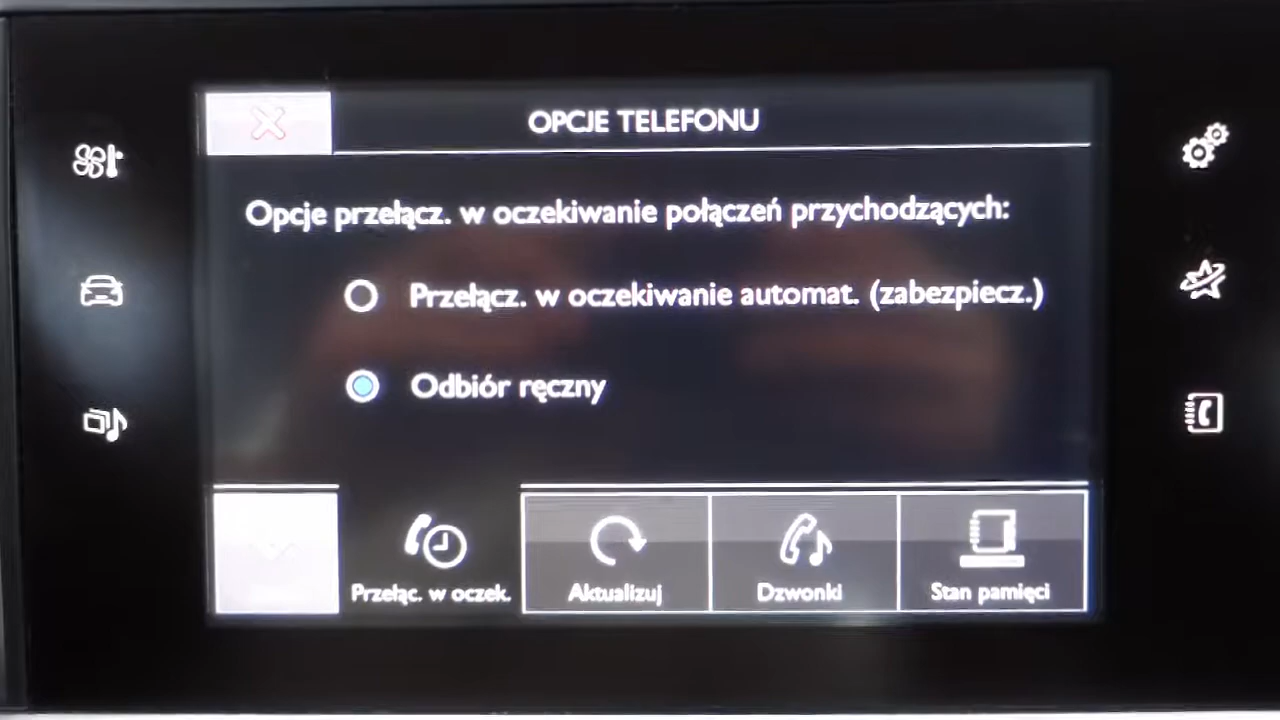 OPCJE TELEFONU
Opcje przełącz. w oczekiwanie połączeń przychodzących:
Przełącz. w oczekiwanie automat. (zabezpiecz.)
Odbiór ręczny
Przełąc. w oczek.
Aktualizuj
Dzwonki
Stan pamięci